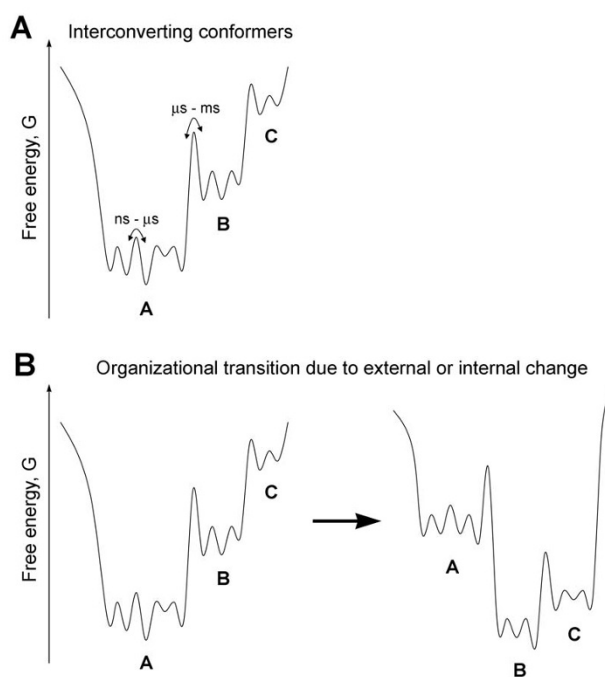 A
Interconverting conformers
Free energy, G
µs - ms
C
ns - µs
B
A
B
Organizational transition due to external or internal change
Free energy, G
C
B
A
A
C
B